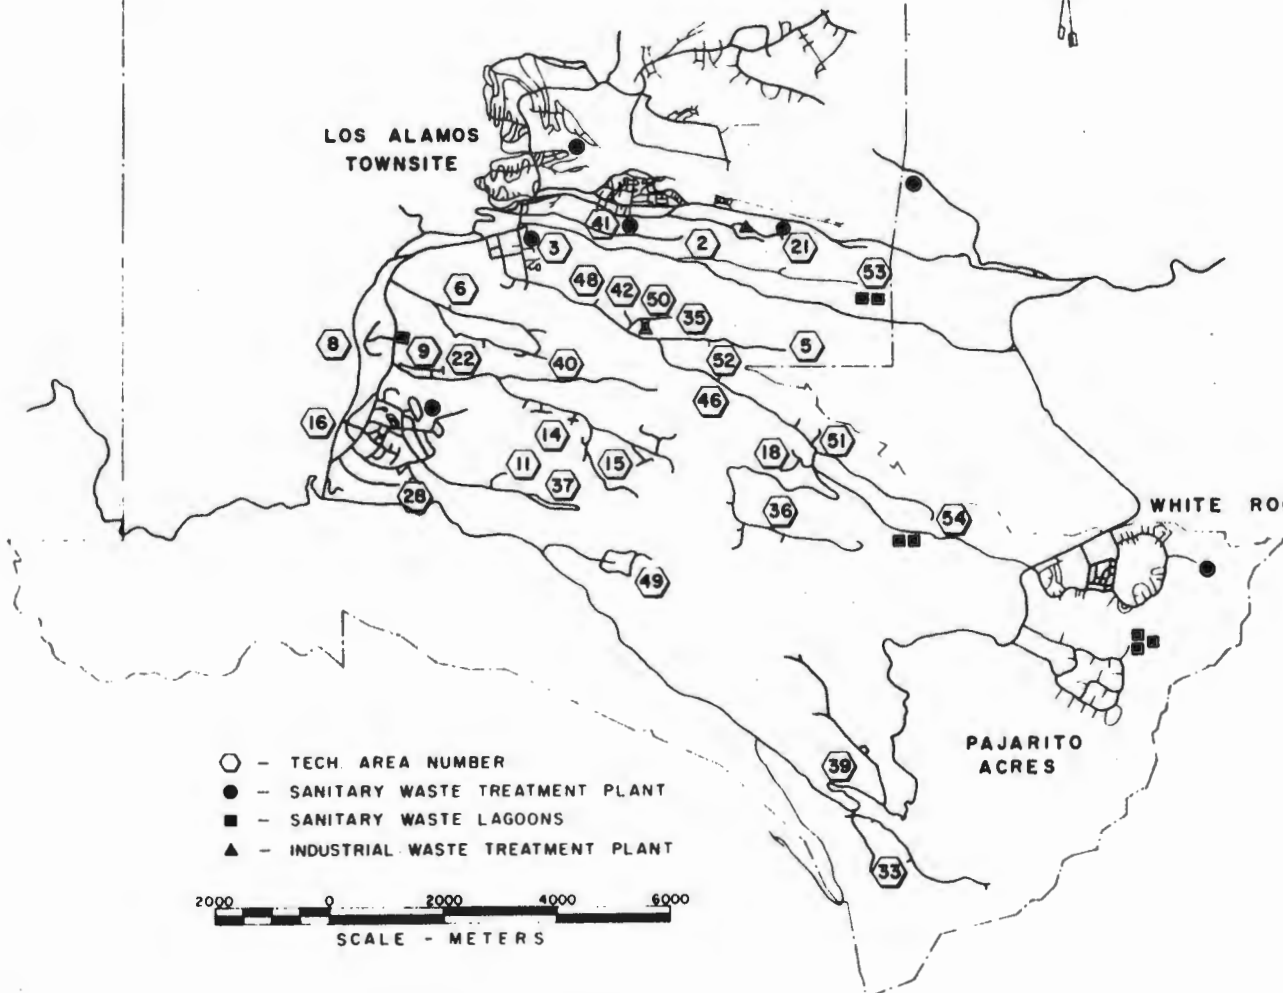 LOS ALAMOS
TOWNSITE
41
3
2
21
53
6
48
42
50
35
8
9
22
40
52
5
16
46
14
18
51
11
15
37
28
36
54
WHITE RO
49
PAJARITO
ACRES
39
33
- TECH. AREA NUMBER
- SANITARY WASTE TREATMENT PLANT
- SANITARY WASTE LAGOONS
- INDUSTRIAL WASTE TREATMENT PLANT
2000 0 2000 4000 6000
SCALE - METERS